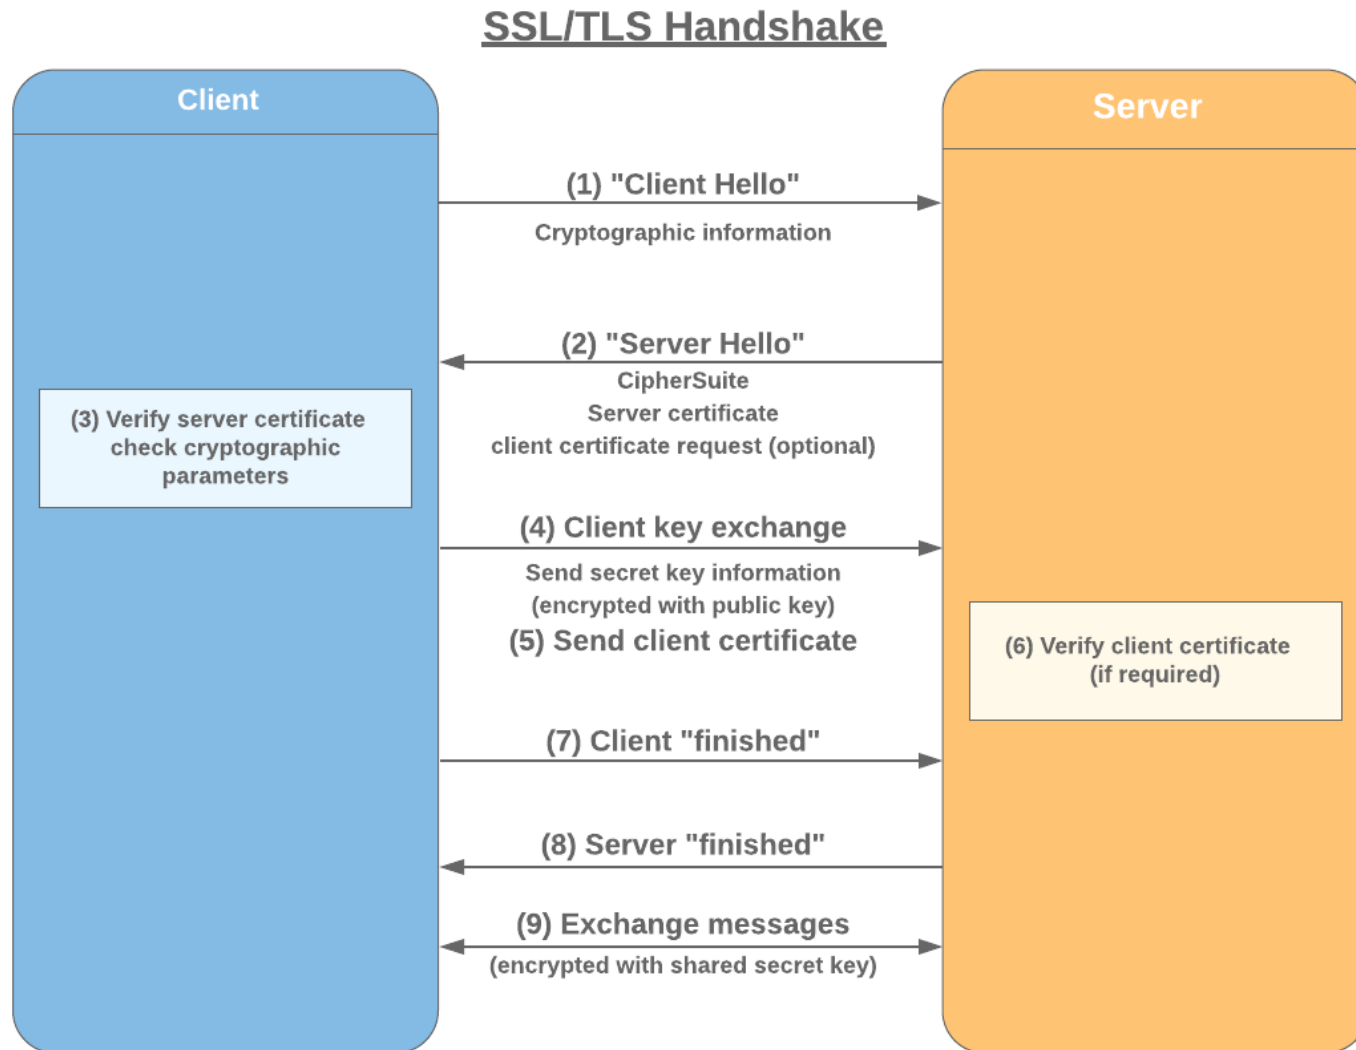 SSL/TLS Handshake
Client
Server
(1) "Client Hello"
Cryptographic information
(2) "Server Hello"
CipherSuite
Server certificate
client certificate request (optional)
(3) Verify server certificate
check cryptographic
parameters
(4) Client key exchange
Send secret key information
(encrypted with public key)
(5) Send client certificate
(6) Verify client certificate
(if required)
(7) Client "finished"
(8) Server "finished"
(9) Exchange messages
(encrypted with shared secret key)